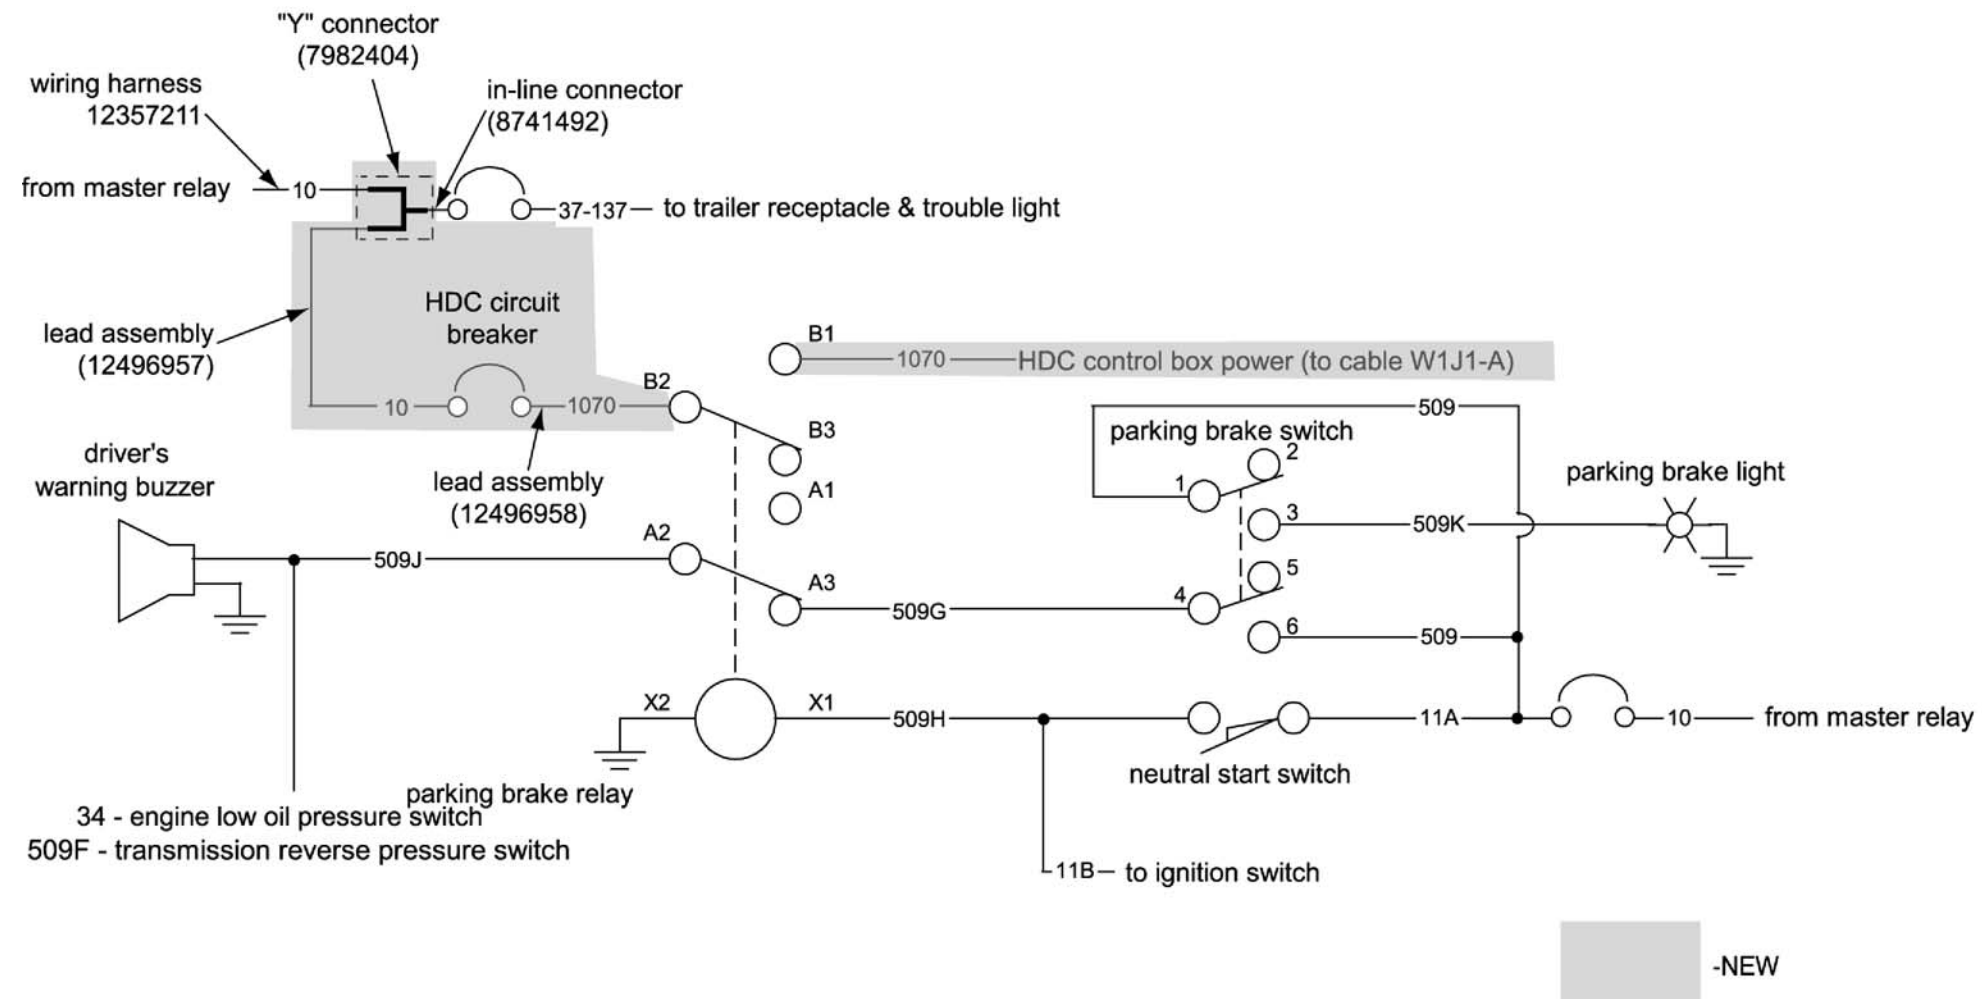 "Y" connector
(7982404)
wiring harness
12357211
in-line connector
(8741492)
from master relay
10
37-137
to trailer receptacle & trouble light
HDC circuit
breaker
lead assembly
(12496957)
B1
1070
HDC control box power (to cable W1J1-A)
B2
10
1070
509
B3
parking brake switch
2
driver's
warning buzzer
lead assembly
(12496958)
A1
1
parking brake light
3
509K
A2
509J
A3
5
4
509G
6
509
X2
X1
509H
11A
10
from master relay
neutral start switch
parking brake relay
34 - engine low oil pressure switch
509F - transmission reverse pressure switch
11B
to ignition switch
-NEW